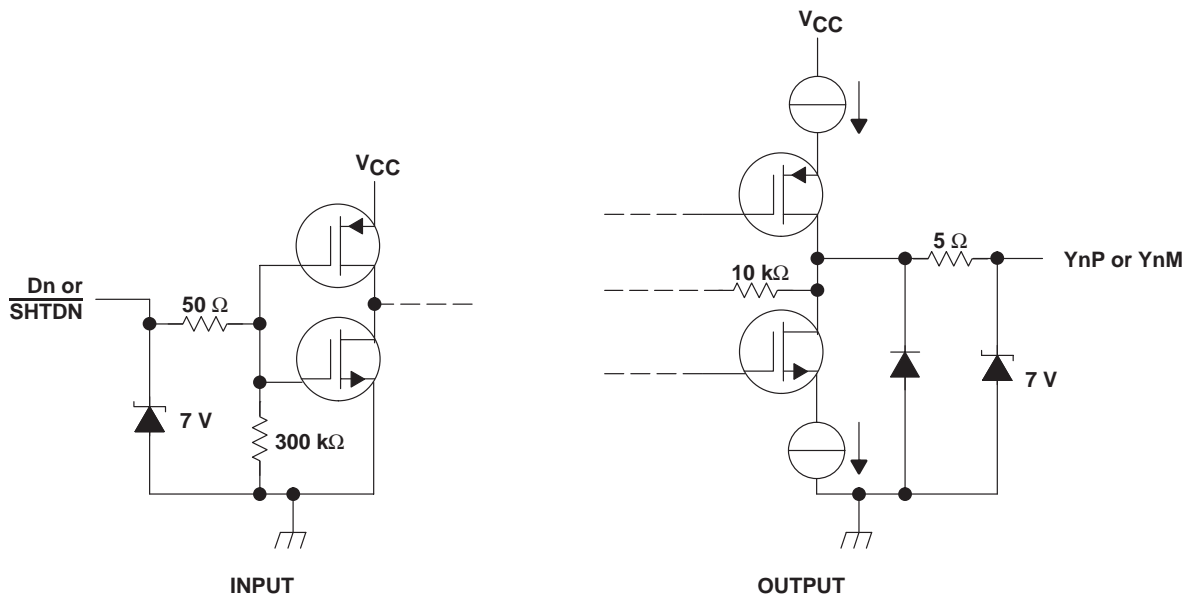 VCC
Dn or
SHTDN
50 Ω
7 V
300 kΩ
INPUT
VCC
10 kΩ
5 Ω
YnP or YnM
7 V
OUTPUT